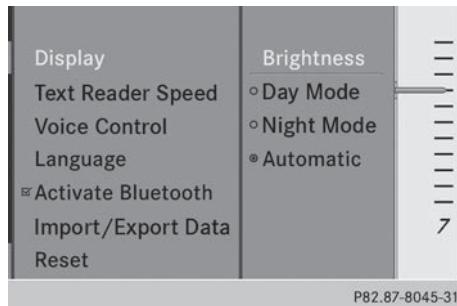 Display
Text Reader Speed
Voice Control
Language
Activate Bluetooth
Import/Export Data
Reset
Brightness
Day Mode
Night Mode
Automatic
7
P82.87-8045-31